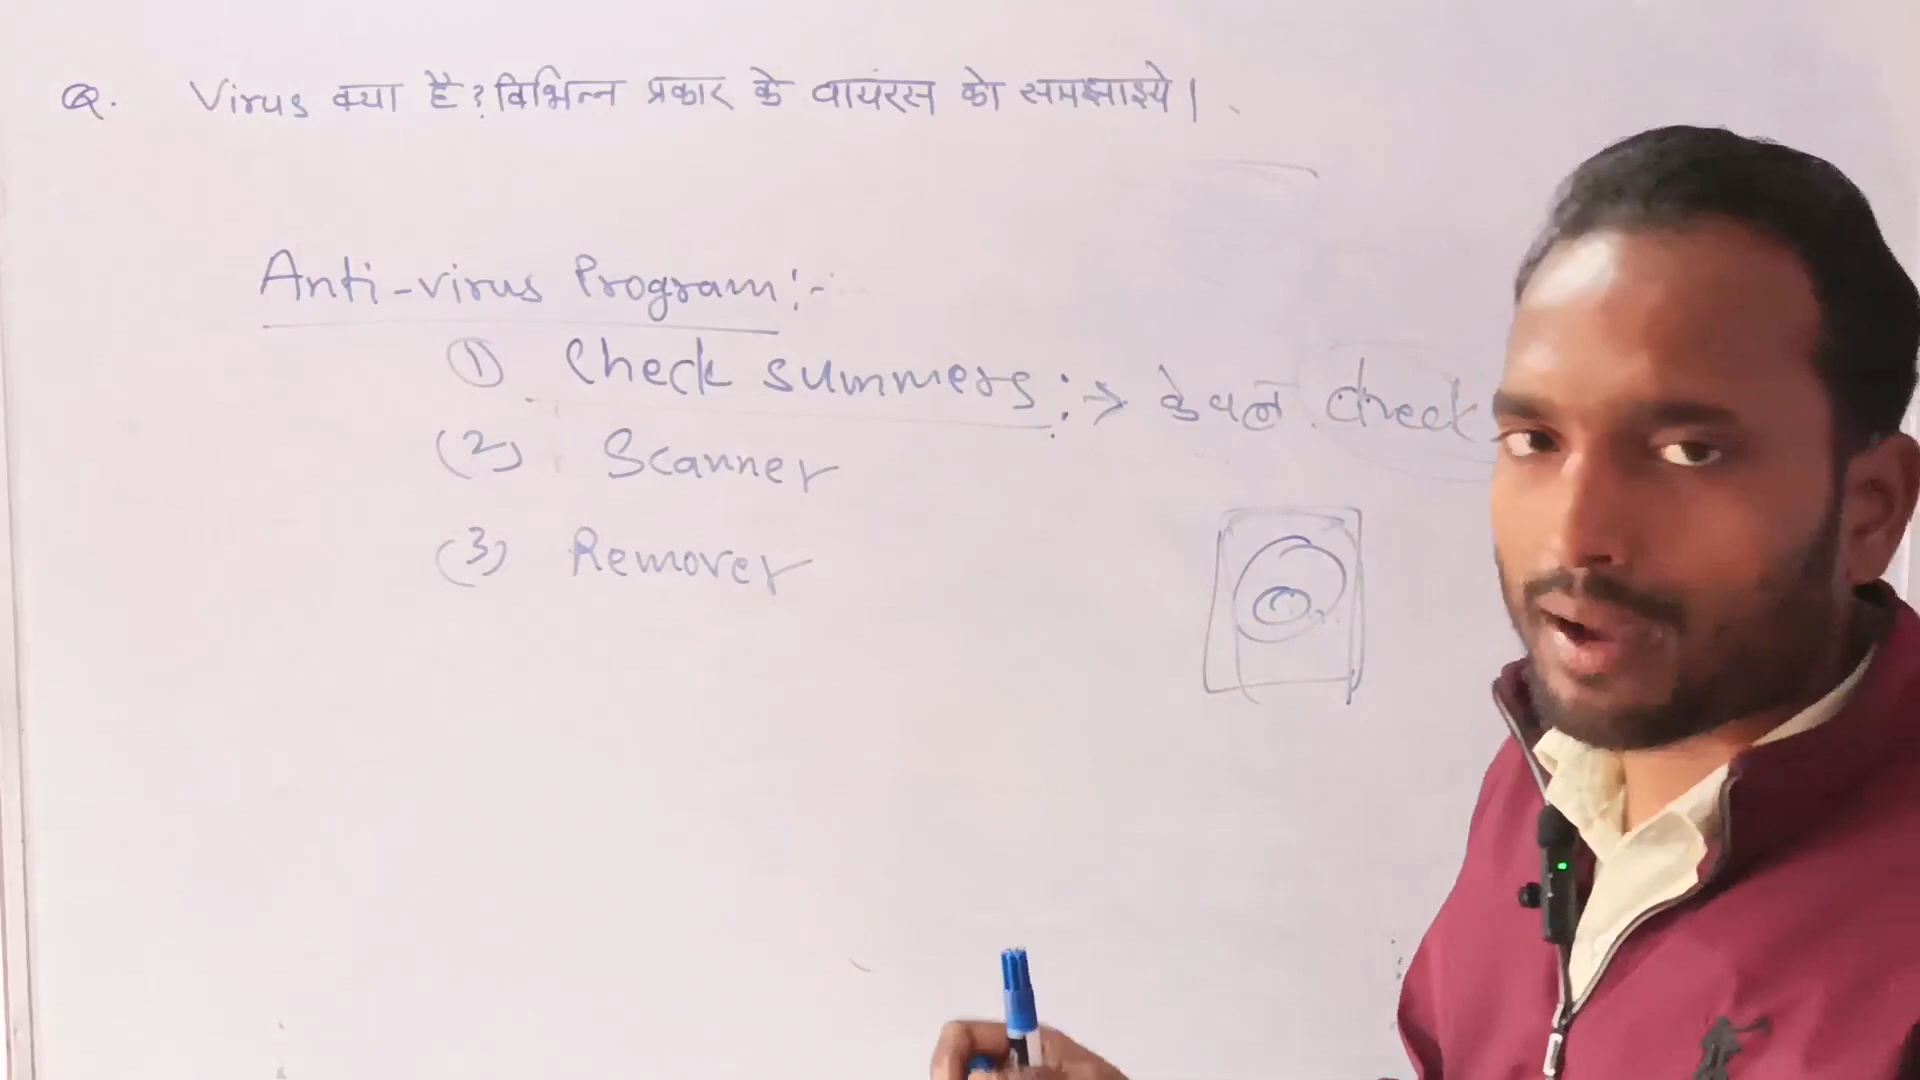 Q. Virus क्या है? विभिन्न प्रकार के वायरस को समझाइये।
Anti-virus Program:-
① Check summers :→ केवल check
(2) Scanner
(3) Remover